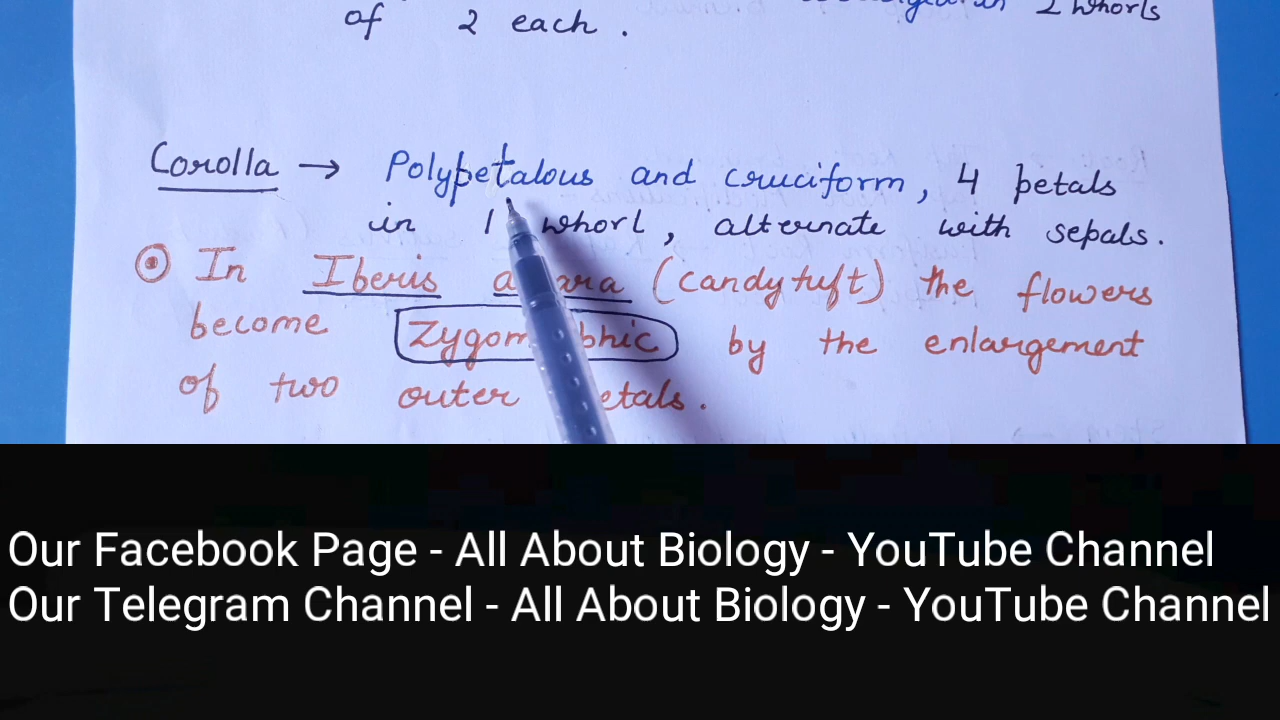 in 2 whorls
of 2 each .
Corolla → Polypetalous and cruciform, 4 petals
in 1 whorl, alternate with sepals.
In Iberis (candytuft) the flowers
become by the enlargement
of two outer
Our Facebook Page - All About Biology - YouTube Channel
Our Telegram Channel - All About Biology - YouTube Channel